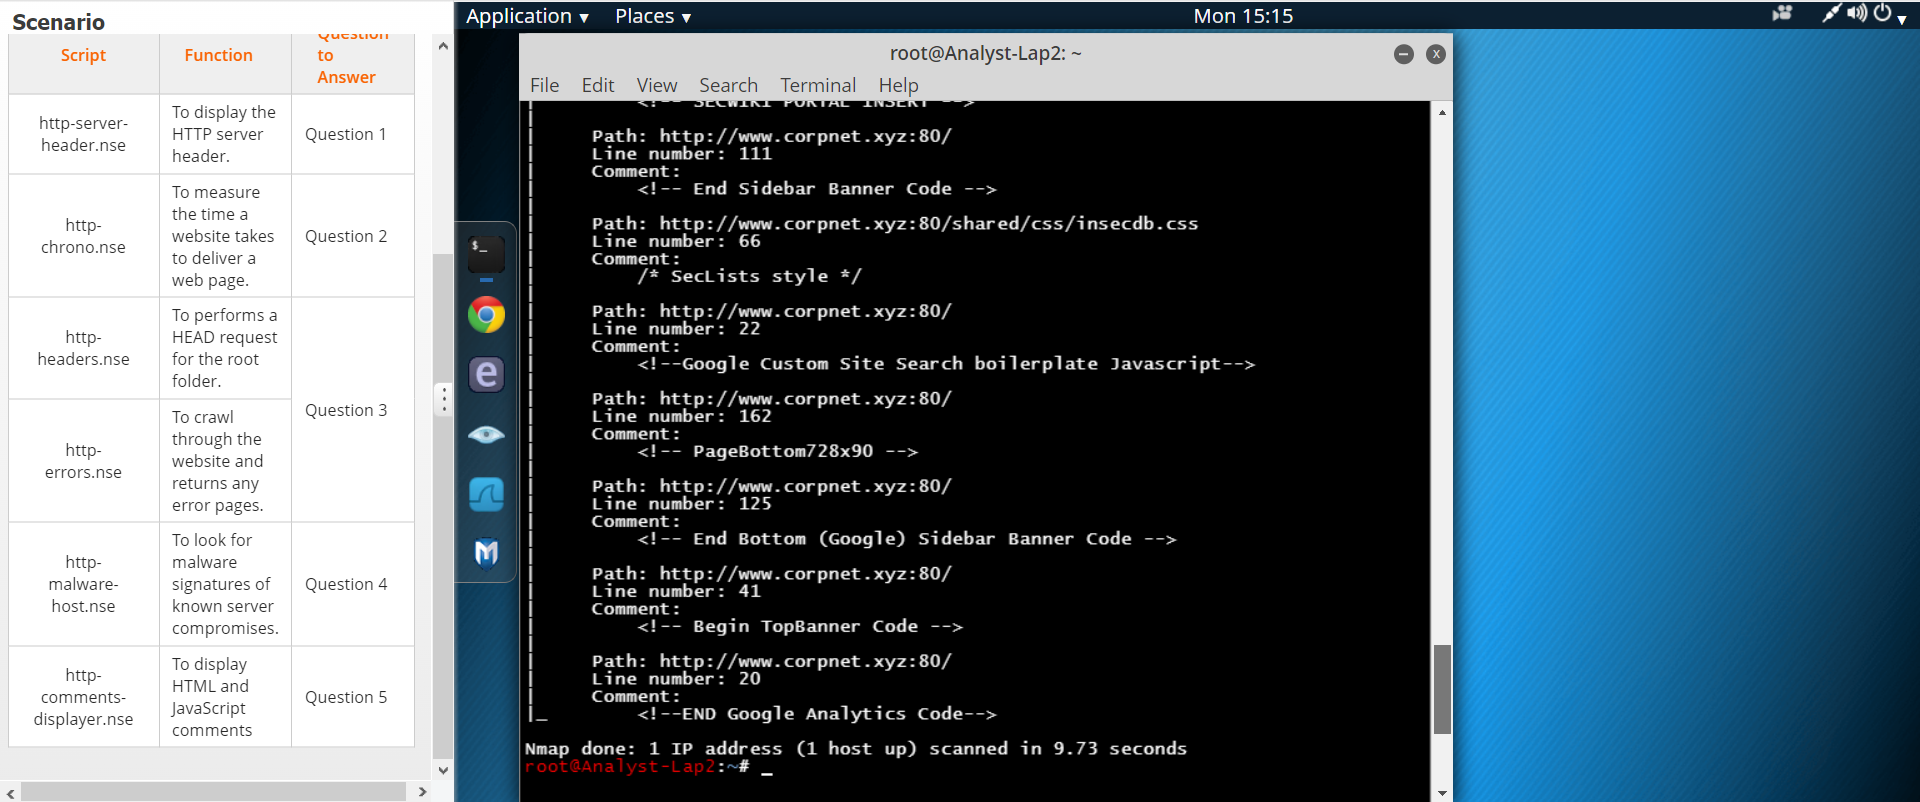 Scenario
Script
Function
Question
to
Answer
http-server-
header.nse
To display the
HTTP server
header.
Question 1
http-
chrono.nse
To measure
the time a
website takes
to deliver a
web page.
Question 2
http-
headers.nse
To performs a
HEAD request
for the root
folder.
Question 3
http-
errors.nse
To crawl
through the
website and
returns any
error pages.
http-
malware-
host.nse
To look for
malware
signatures of
known server
compromises.
Question 4
http-
comments-
displayer.nse
To display
HTML and
JavaScript
comments
Question 5
Application ▾ Places ▾ Mon 15:15
root@Analyst-Lap2: ~
File Edit View Search Terminal Help
| <!-- SECWIKI PORTAL INSERT -->
|
| Path: http://www.corpnet.xyz:80/
| Line number: 111
| Comment:
| <!-- End Sidebar Banner Code -->
|
| Path: http://www.corpnet.xyz:80/shared/css/insecdb.css
| Line number: 66
| Comment:
| /* SecLists style */
|
| Path: http://www.corpnet.xyz:80/
| Line number: 22
| Comment:
| <!--Google Custom Site Search boilerplate Javascript-->
|
| Path: http://www.corpnet.xyz:80/
| Line number: 162
| Comment:
| <!-- PageBottom728x90 -->
|
| Path: http://www.corpnet.xyz:80/
| Line number: 125
| Comment:
| <!-- End Bottom (Google) Sidebar Banner Code -->
|
| Path: http://www.corpnet.xyz:80/
| Line number: 41
| Comment:
| <!-- Begin TopBanner Code -->
|
| Path: http://www.corpnet.xyz:80/
| Line number: 20
| Comment:
|_ <!--END Google Analytics Code-->
Nmap done: 1 IP address (1 host up) scanned in 9.73 seconds
root@Analyst-Lap2:~# _